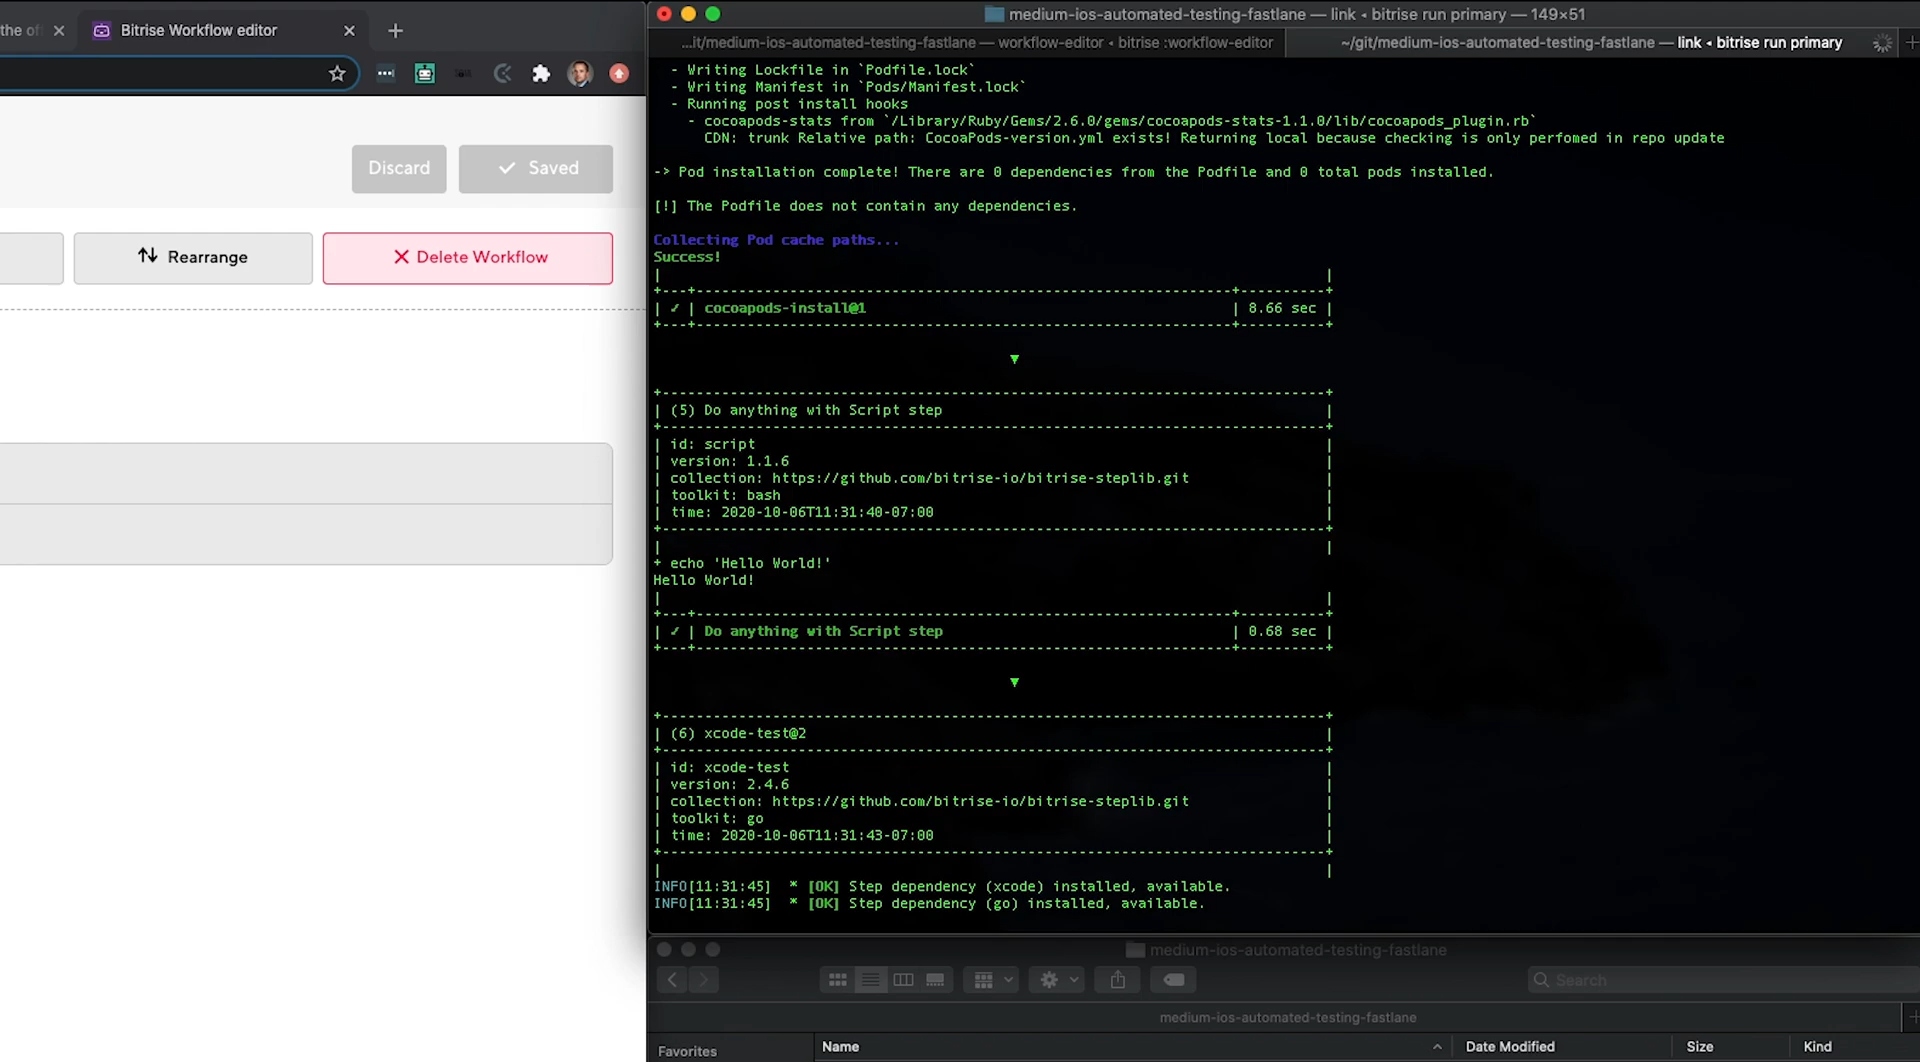 the of
Bitrise Workflow editor
Discard
Saved
Rearrange
Delete Workflow
medium-ios-automated-testing-fastlane — link ◂ bitrise run primary — 149×51
...it/medium-ios-automated-testing-fastlane — workflow-editor ◂ bitrise :workflow-editor
~/git/medium-ios-automated-testing-fastlane — link ◂ bitrise run primary
- Writing Lockfile in `Podfile.lock`
- Writing Manifest in `Pods/Manifest.lock`
- Running post install hooks
- cocoapods-stats from `/Library/Ruby/Gems/2.6.0/gems/cocoapods-stats-1.1.0/lib/cocoapods_plugin.rb`
CDN: trunk Relative path: CocoaPods-version.yml exists! Returning local because checking is only perfomed in repo update
-> Pod installation complete! There are 0 dependencies from the Podfile and 0 total pods installed.
[!] The Podfile does not contain any dependencies.
Collecting Pod cache paths...
Success!
| ✓ | cocoapods-install@1 | 8.66 sec |
| (5) Do anything with Script step |
| id: script |
| version: 1.1.6 |
| collection: https://github.com/bitrise-io/bitrise-steplib.git |
| toolkit: bash |
| time: 2020-10-06T11:31:40-07:00 |
+ echo 'Hello World!'
Hello World!
| ✓ | Do anything with Script step | 0.68 sec |
| (6) xcode-test@2 |
| id: xcode-test |
| version: 2.4.6 |
| collection: https://github.com/bitrise-io/bitrise-steplib.git |
| toolkit: go |
| time: 2020-10-06T11:31:43-07:00 |
INFO[11:31:45] * [OK] Step dependency (xcode) installed, available.
INFO[11:31:45] * [OK] Step dependency (go) installed, available.
medium-ios-automated-testing-fastlane
Search
medium-ios-automated-testing-fastlane
Favorites
Name
Date Modified
Size
Kind